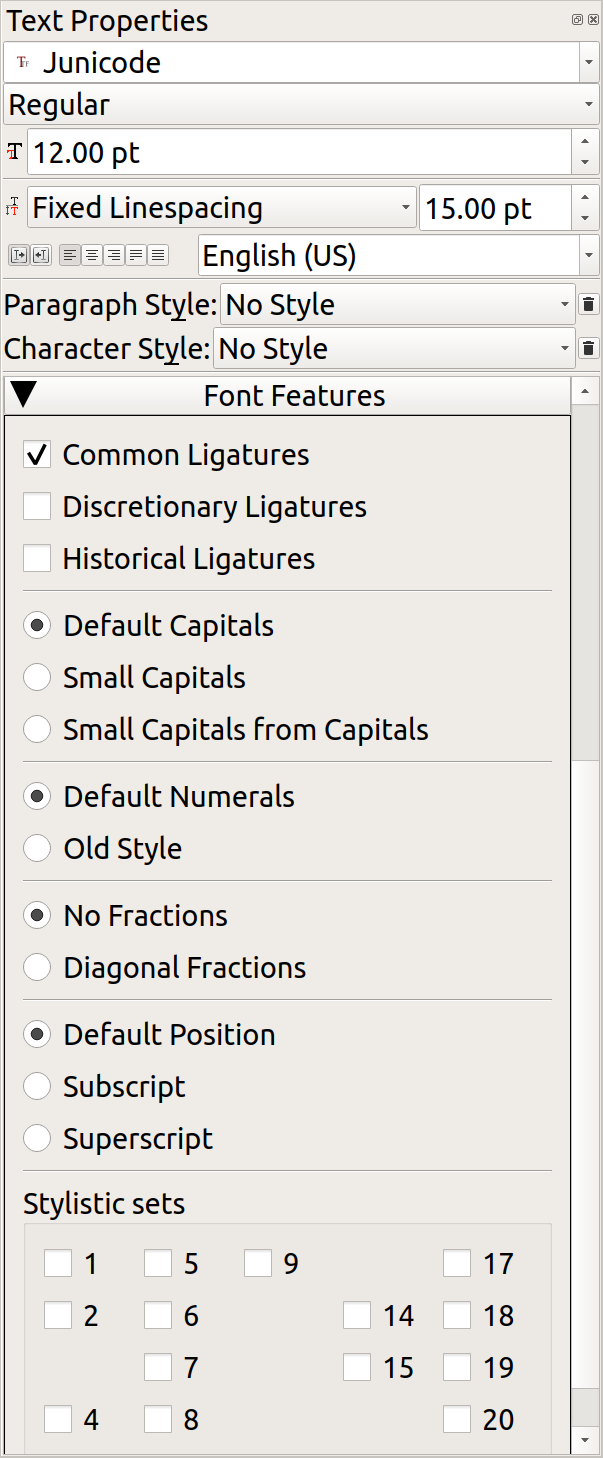 Text Properties
Junicode
Regular
12.00 pt
Fixed Linespacing 15.00 pt
English (US)
Paragraph Style: No Style
Character Style: No Style
Font Features
Common Ligatures
Discretionary Ligatures
Historical Ligatures
Default Capitals
Small Capitals
Small Capitals from Capitals
Default Numerals
Old Style
No Fractions
Diagonal Fractions
Default Position
Subscript
Superscript
Stylistic sets
1 5 9 17
2 6 14 18
7 15 19
4 8 20